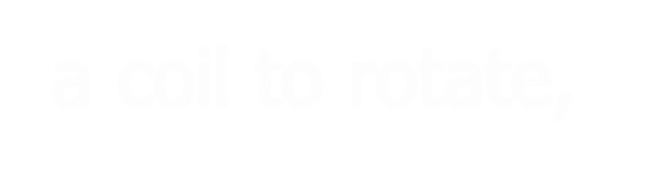 a coil to rotate,